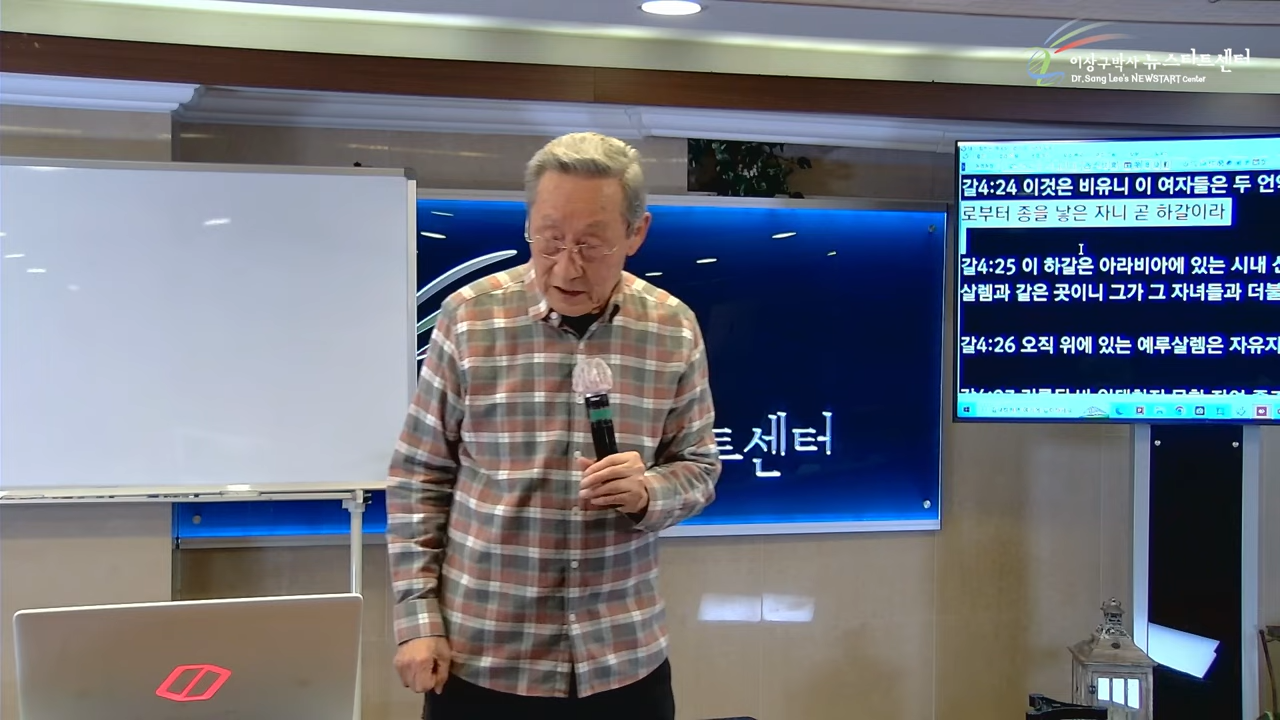 이상구박사 뉴스타트센터
Dr. Sang Lee's NEWSTART Center
갈4:24 이것은 비유니 이 여자들은 두
로부터 종을 낳은 자니 곧 하갈이라
갈4:25 이 하갈은 아라비아에 있는 시내
살렘과 같은 곳이니 그가 그 자녀들과 더불
갈4:26 오직 위에 있는 예루살렘은 자유
트센터